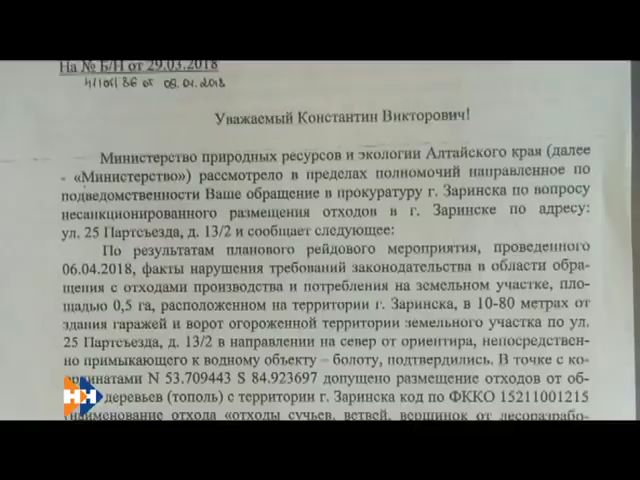 На № Б/Н от 29.03.2018
от 09.04.2018
Уважаемый Константин Викторович!
Министерство природных ресурсов и экологии Алтайского края (далее
- «Министерство») рассмотрело в пределах полномочий направленное по
подведомственности Ваше обращение в прокуратуру г. Заринска по вопросу
несанкционированного размещения отходов в г. Заринске по адресу:
ул. 25 Партсъезда, д. 13/2 и сообщает следующее:
По результатам планового рейдового мероприятия, проведенного
06.04.2018, факты нарушения требований законодательства в области обра-
щения с отходами производства и потребления на земельном участке, пло-
щадью 0,5 га, расположенном на территории г. Заринска, в 10-80 метрах от
здания гаражей и ворот огороженной территории земельного участка по ул.
25 Партсъезда, д. 13/2 в направлении на север от ориентира, непосредствен-
но примыкающего к водному объекту – болоту, подтвердились. В точке с ко-
ординатами N 53.709443 S 84.923697 допущено размещение отходов от об-
деревьев (тополь) с территории г. Заринска код по ФККО 15211001215
(наименование отхода «отходы сучьев, ветвей, вершинок от лесоразрабо-
НН